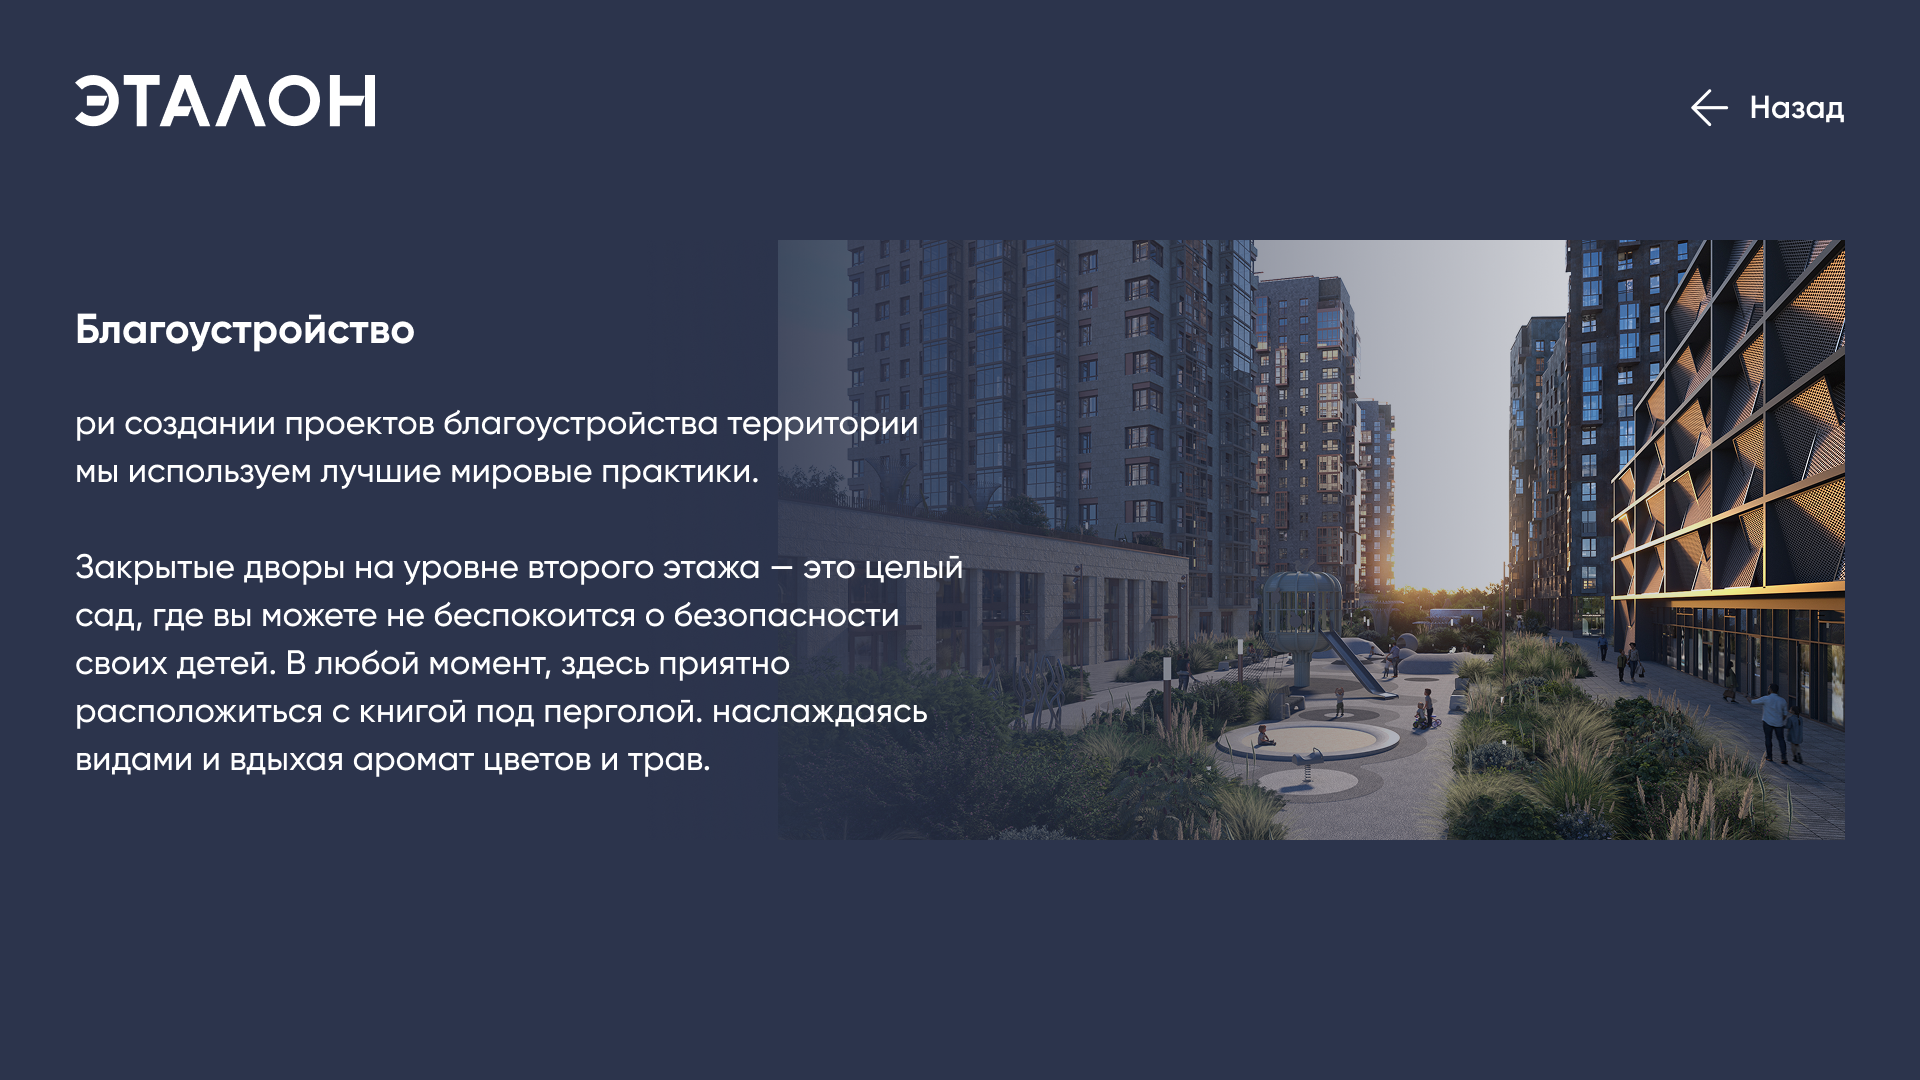 ЭТАЛОН
Назад
Благоустройство
ри создании проектов благоустройства территории
мы используем лучшие мировые практики.
Закрытые дворы на уровне второго этажа — это целый
сад, где вы можете не беспокоится о безопасности
своих детей. В любой момент, здесь приятно
расположиться с книгой под перголой. наслаждаясь
видами и вдыхая аромат цветов и трав.